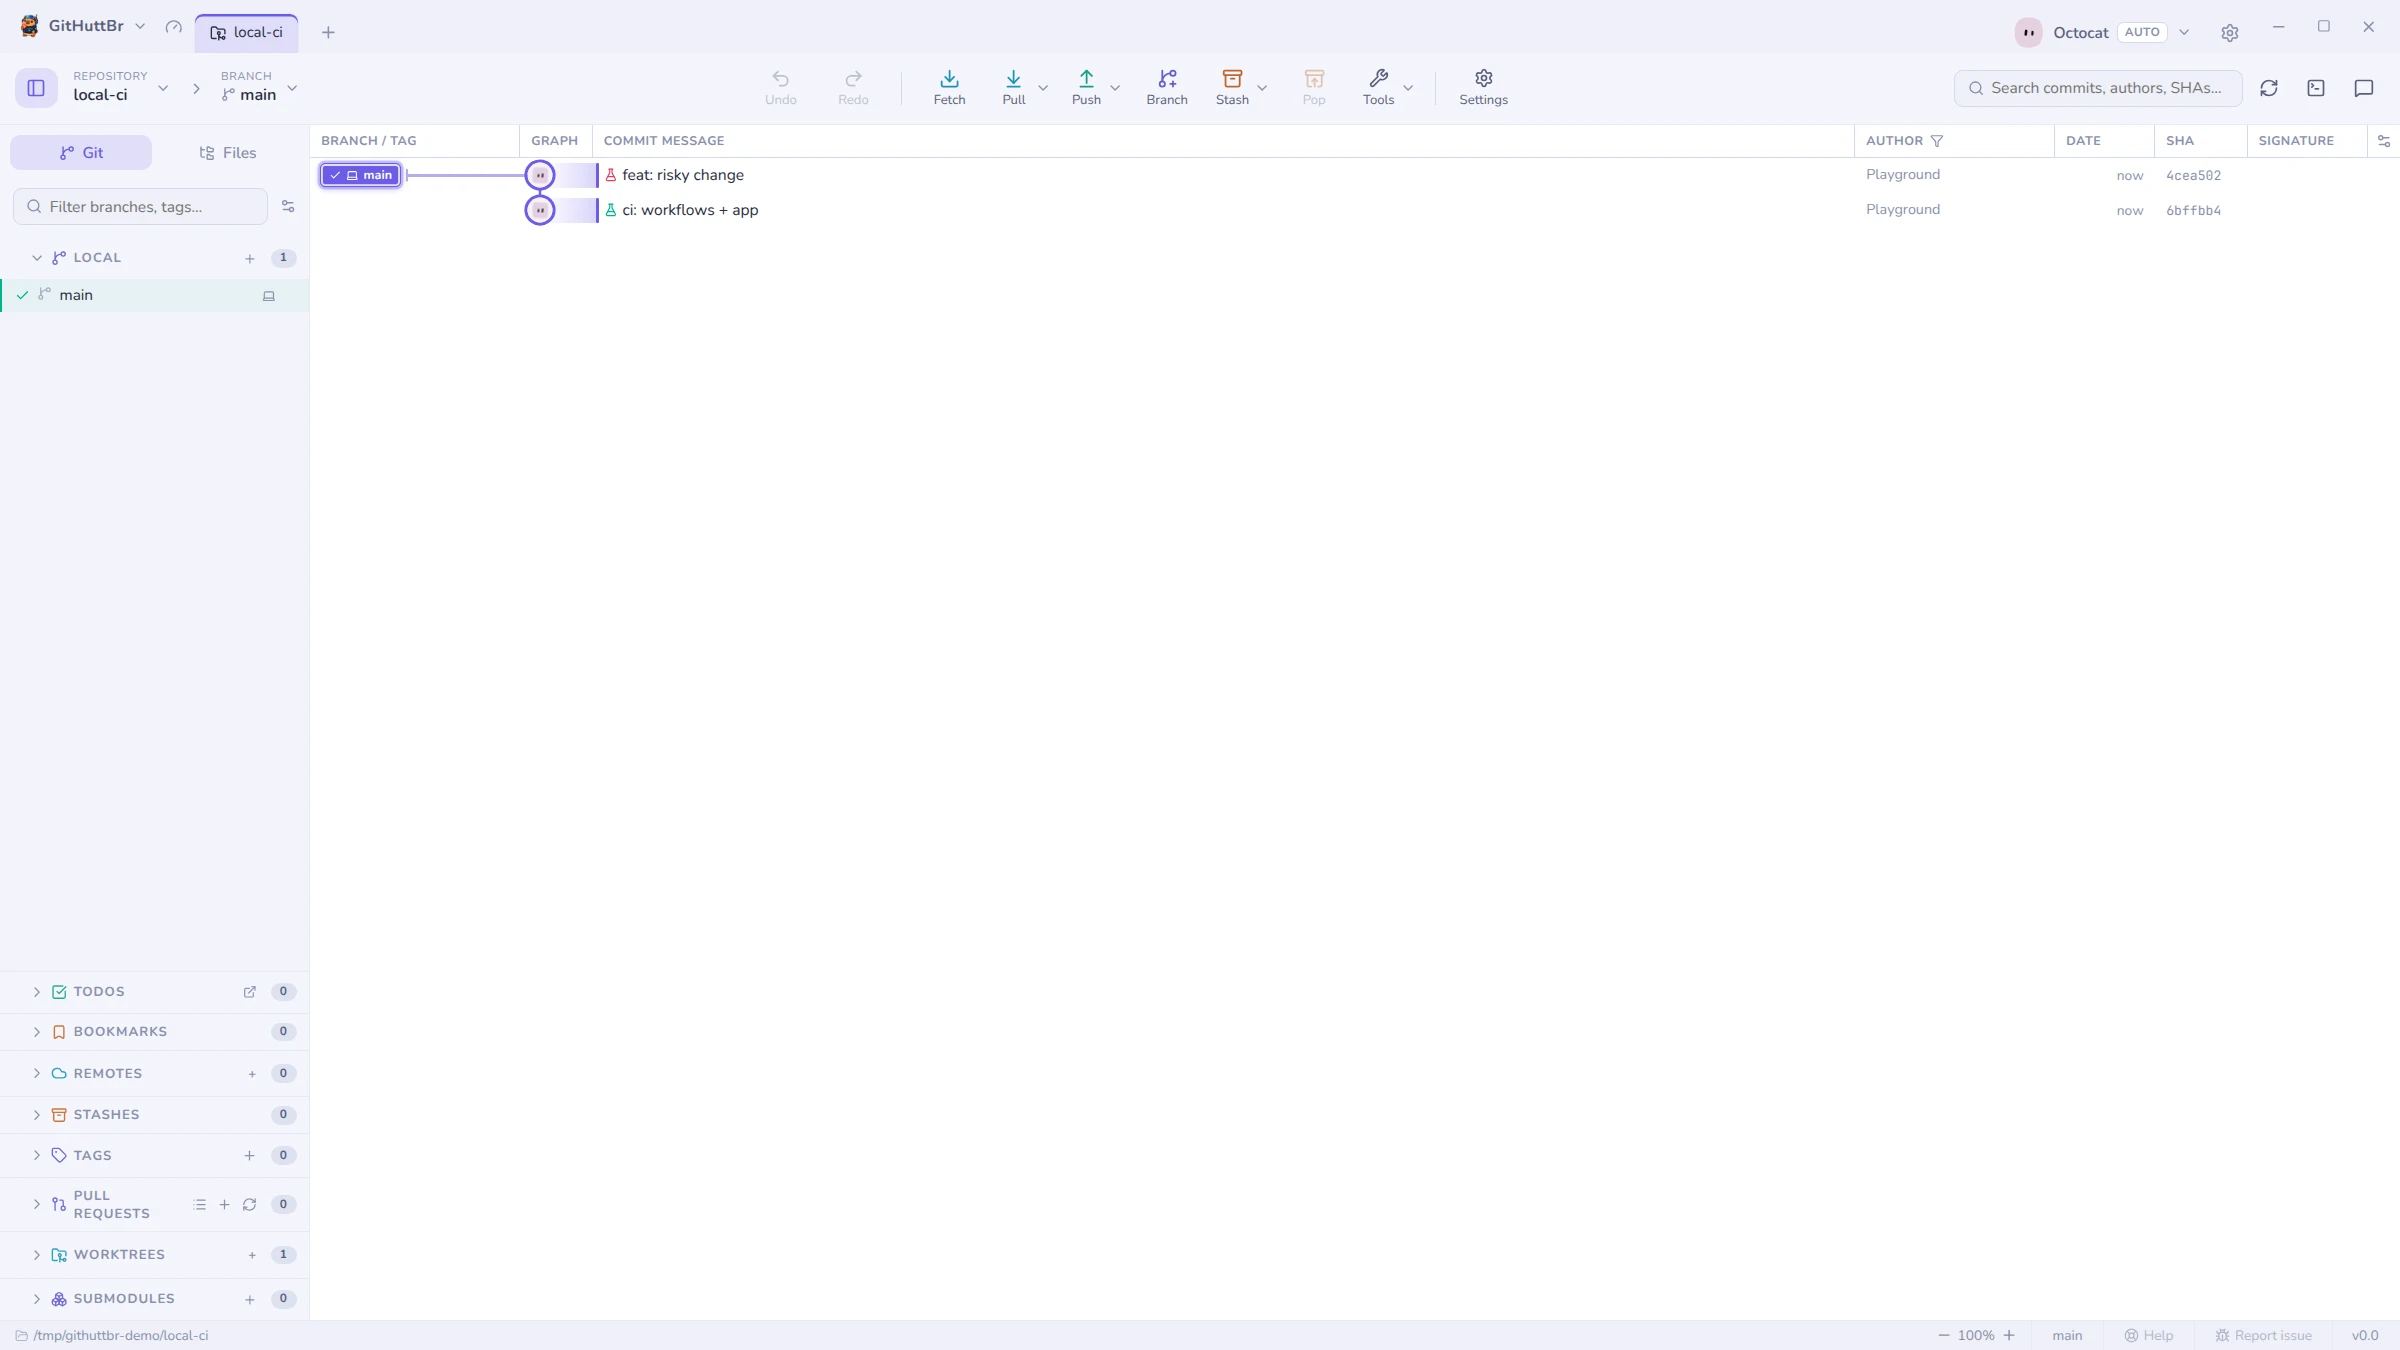 GitHuttBr
local-ci
Octocat AUTO
REPOSITORY
local-ci
BRANCH
main
Undo
Redo
Fetch
Pull
Push
Branch
Stash
Pop
Tools
Settings
Search commits, authors, SHAs...
Git
Files
Filter branches, tags...
LOCAL 1
main
BRANCH / TAG GRAPH COMMIT MESSAGE AUTHOR DATE SHA SIGNATURE
main feat: risky change Playground now 4cea502
ci: workflows + app Playground now 6bffbb4
TODOS 0
BOOKMARKS 0
REMOTES 0
STASHES 0
TAGS 0
PULL
REQUESTS 0
WORKTREES 1
SUBMODULES 0
/tmp/githuttbr-demo/local-ci
100% main Help Report issue v0.0